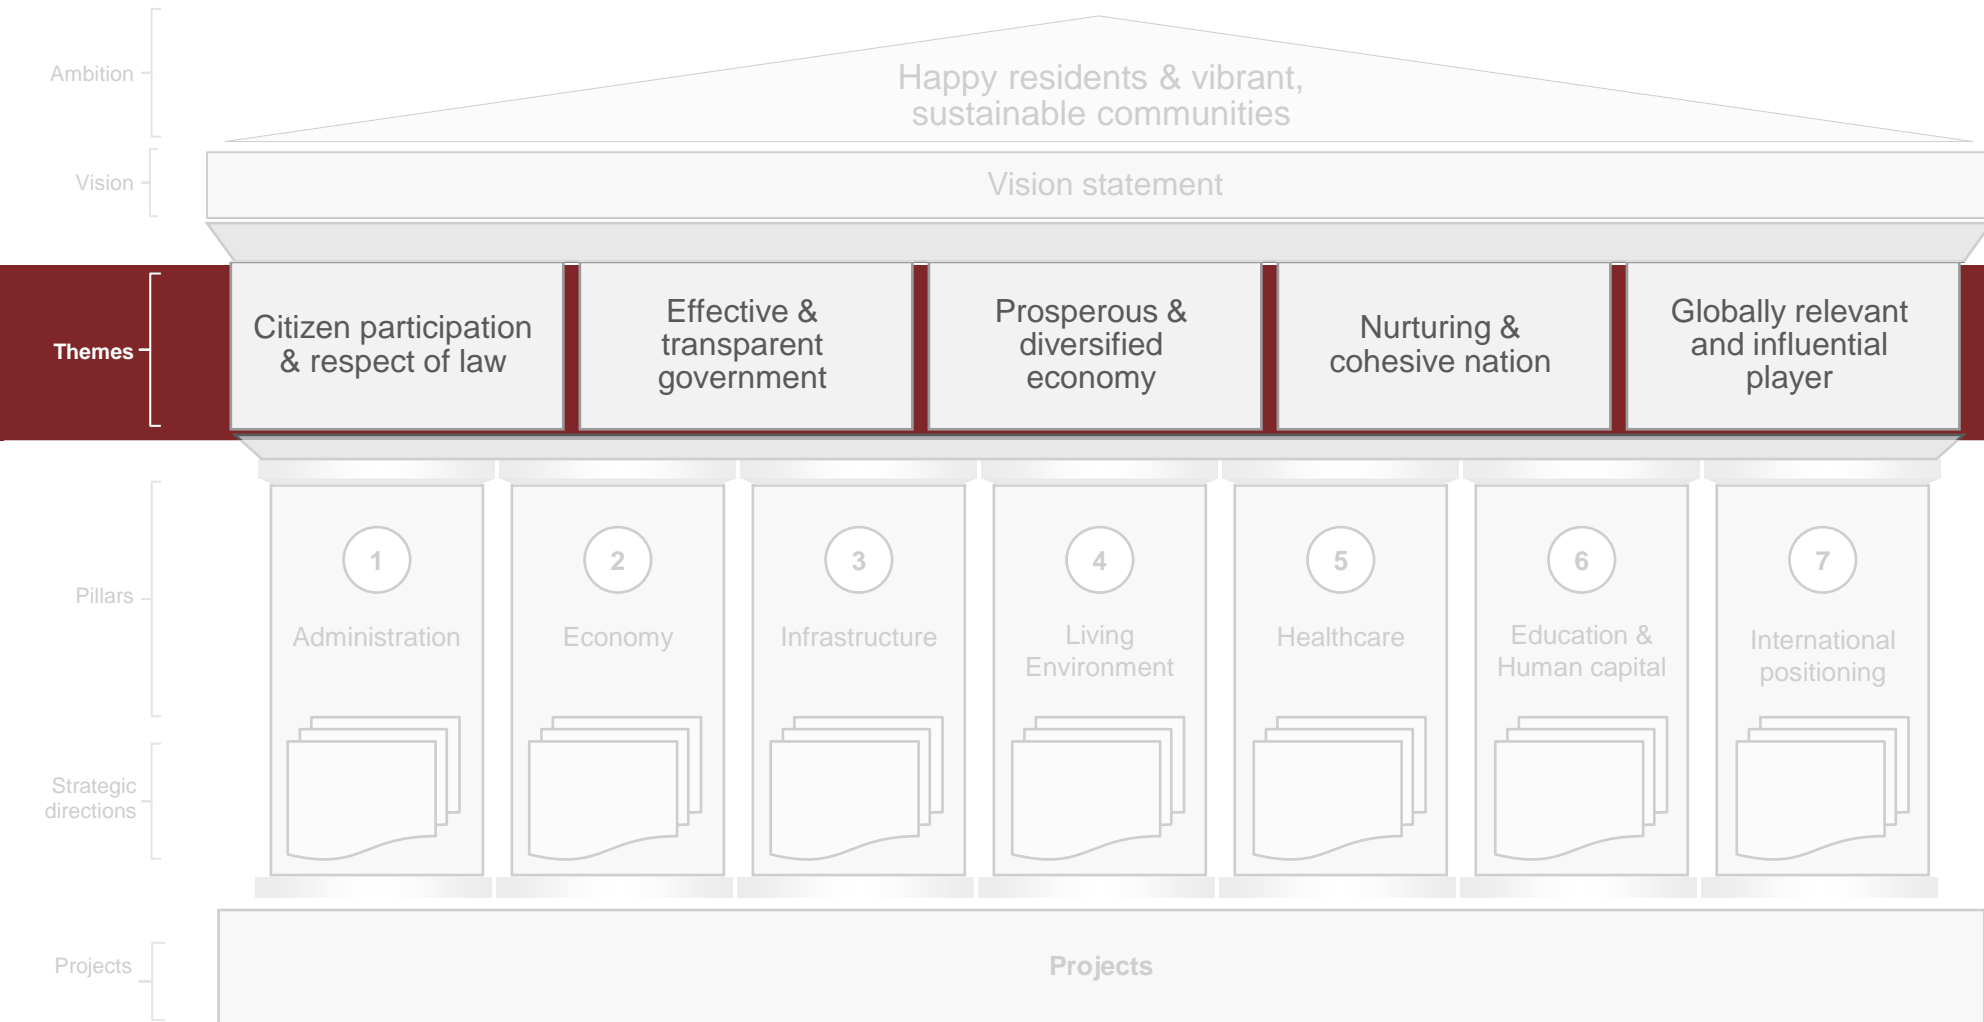 Ambition
Happy residents & vibrant,
sustainable communities
Vision
Vision statement
Themes
Citizen participation
& respect of law
Effective &
transparent
government
Prosperous &
diversified
economy
Nurturing &
cohesive nation
Globally relevant
and influential
player
Pillars
1
Administration
2
Economy
3
Infrastructure
4
Living
Environment
5
Healthcare
6
Education &
Human capital
7
International
positioning
Strategic
directions
Projects
Projects